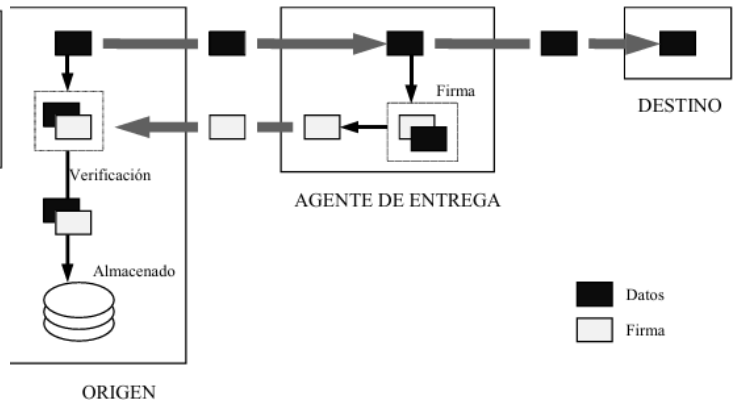 Firma
DESTINO
Verificación
AGENTE DE ENTREGA
Almacenado
Datos
Firma
ORIGEN